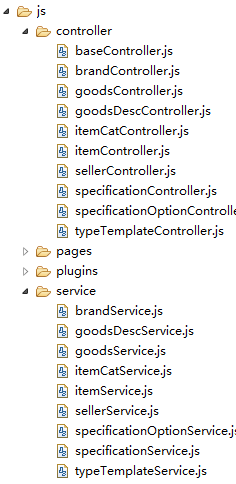 js
controller
baseController.js
brandController.js
goodsController.js
goodsDescController.js
itemCatController.js
itemController.js
sellerController.js
specificationController.js
specificationOptionControlle
typeTemplateController.js
pages
plugins
service
brandService.js
goodsDescService.js
goodsService.js
itemCatService.js
itemService.js
sellerService.js
specificationOptionService.js
specificationService.js
typeTemplateService.js